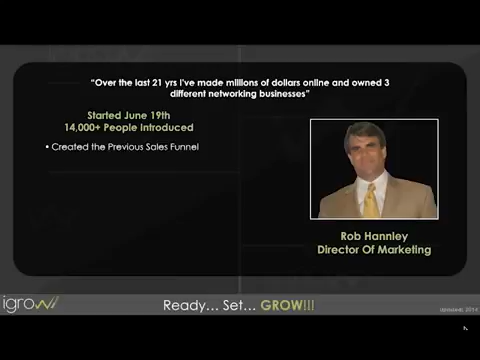 “Over the last 21 yrs I've made millions of dollars online and owned 3
different networking businesses”
Started June 19th
14,000+ People Introduced
• Created the Previous Sales Funnel
Rob Hannley
Director Of Marketing
igrow
Ready... Set... GROW!!!